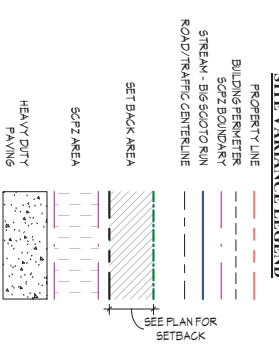 SITE VARIANCE LEGEND
PROPERTY LINE
BUILDING PERIMETER
SCPZ BOUNDARY
STREAM - BIG SCIOTO RUN
ROAD/TRAFFIC CENTERLINE
SET BACK AREA
SEE PLAN FOR
SETBACK
SCPZ AREA
HEAVY DUTY
PAVING